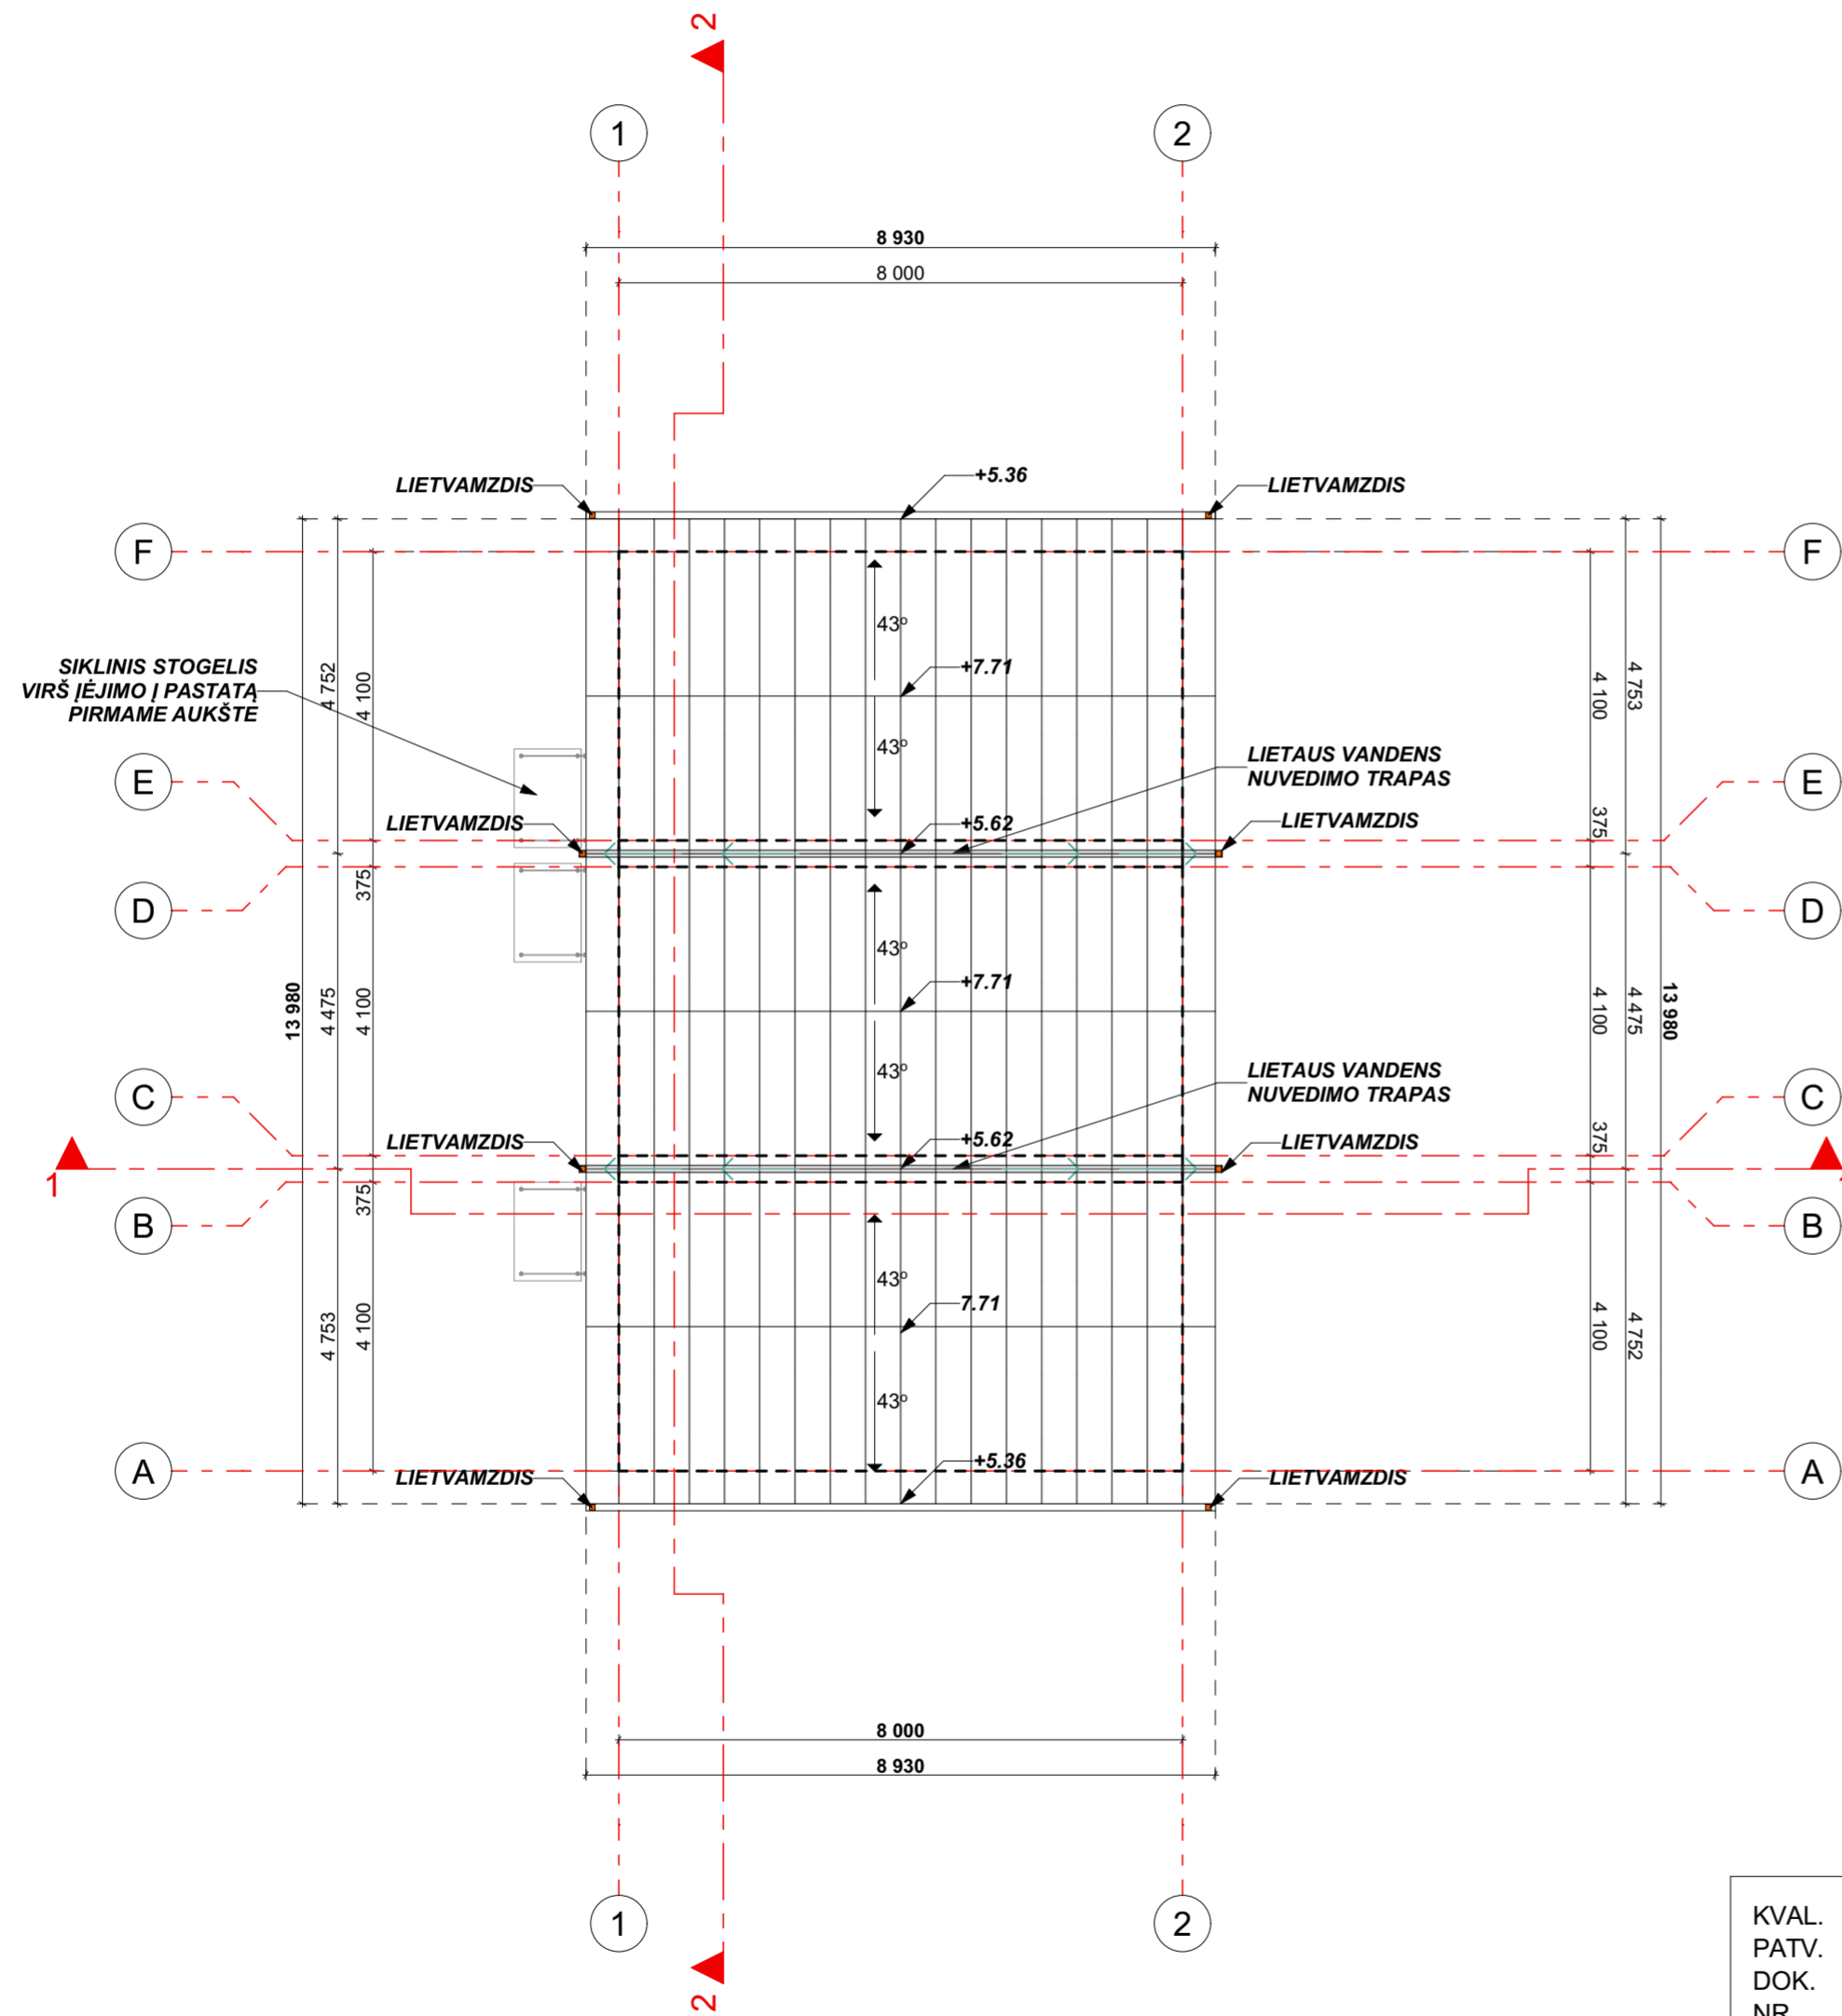 2
1
2
8 930
8 000
+5.36
LIETVAMZDIS
LIETVAMZDIS
F
F
43°
SIKLINIS STOGELIS
VIRŠ ĮĖJIMO Į PASTATĄ
PIRMAME AUKŠTE
4 752
4 100
+7.71
4 100
4 753
43°
LIETAUS VANDENS
NUVEDIMO TRAPAS
E
E
LIETVAMZDIS
+5.62
LIETVAMZDIS
375
375
D
D
43°
+7.71
13 980
4 475
4 100
4 100
4 475
13 980
43°
LIETAUS VANDENS
NUVEDIMO TRAPAS
C
C
LIETVAMZDIS
+5.62
LIETVAMZDIS
375
1
375
B
B
43°
7.71
4 753
4 100
4 100
4 752
43°
+5.36
A
A
LIETVAMZDIS
LIETVAMZDIS
8 000
8 930
1
2
2
KVAL.
PATV.
DOK.
NR.